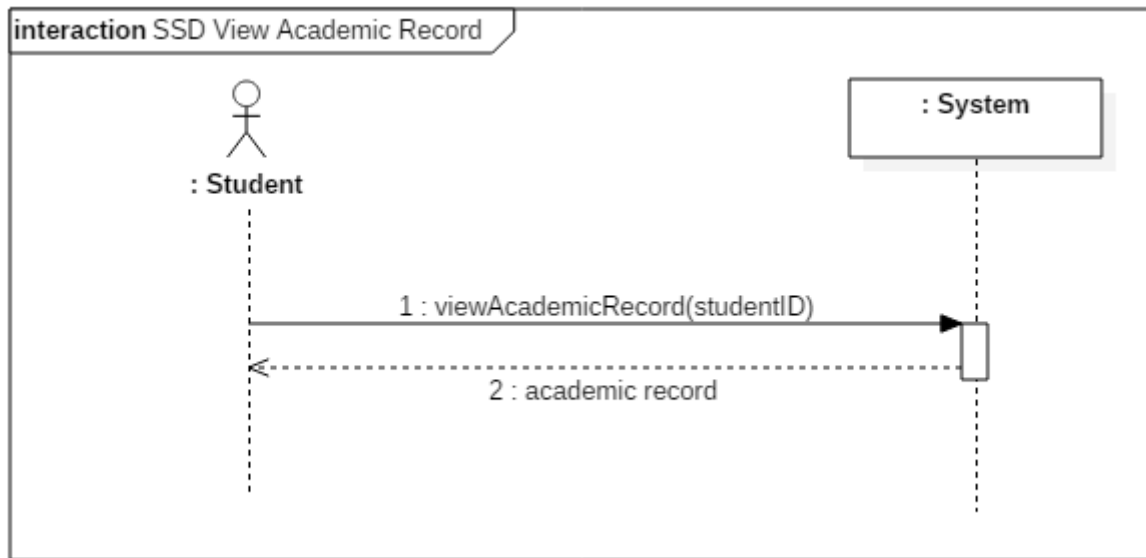 interaction SSD View Academic Record
: Student
: System
1 : viewAcademicRecord(studentID)
2 : academic record